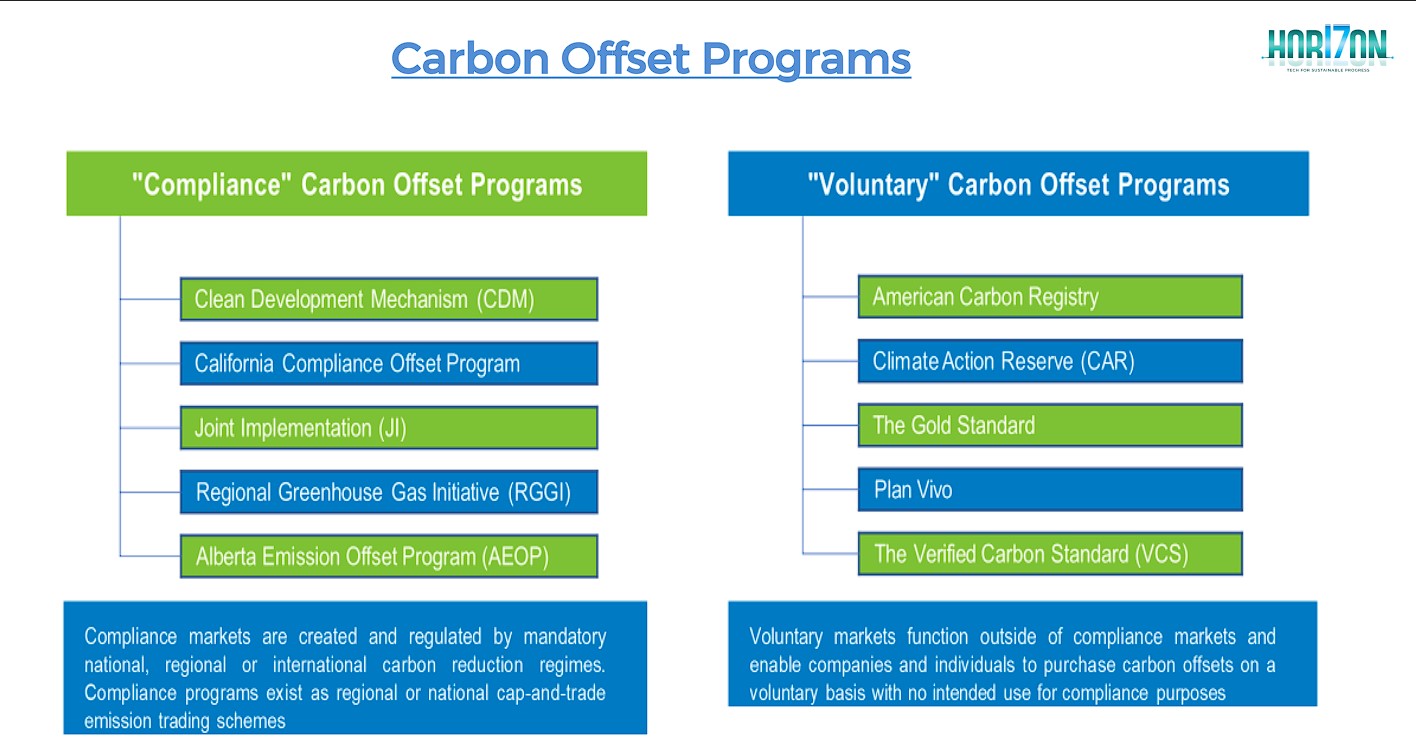 Carbon Offset Programs
HOR17ON
TECH FOR SUSTAINABLE PROGRESS
"Compliance" Carbon Offset Programs
Clean Development Mechanism (CDM)
California Compliance Offset Program
Joint Implementation (JI)
Regional Greenhouse Gas Initiative (RGGI)
Alberta Emission Offset Program (AEOP)
Compliance markets are created and regulated by mandatory
national, regional or international carbon reduction regimes.
Compliance programs exist as regional or national cap-and-trade
emission trading schemes
"Voluntary" Carbon Offset Programs
American Carbon Registry
Climate Action Reserve (CAR)
The Gold Standard
Plan Vivo
The Verified Carbon Standard (VCS)
Voluntary markets function outside of compliance markets and
enable companies and individuals to purchase carbon offsets on a
voluntary basis with no intended use for compliance purposes